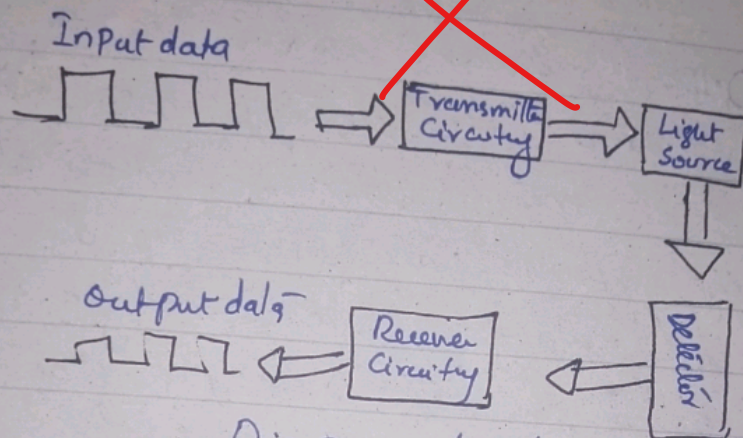 Input data
Transmitter
Circuitry
Light
Source
Output data
Receiver
Circuitry
Detector